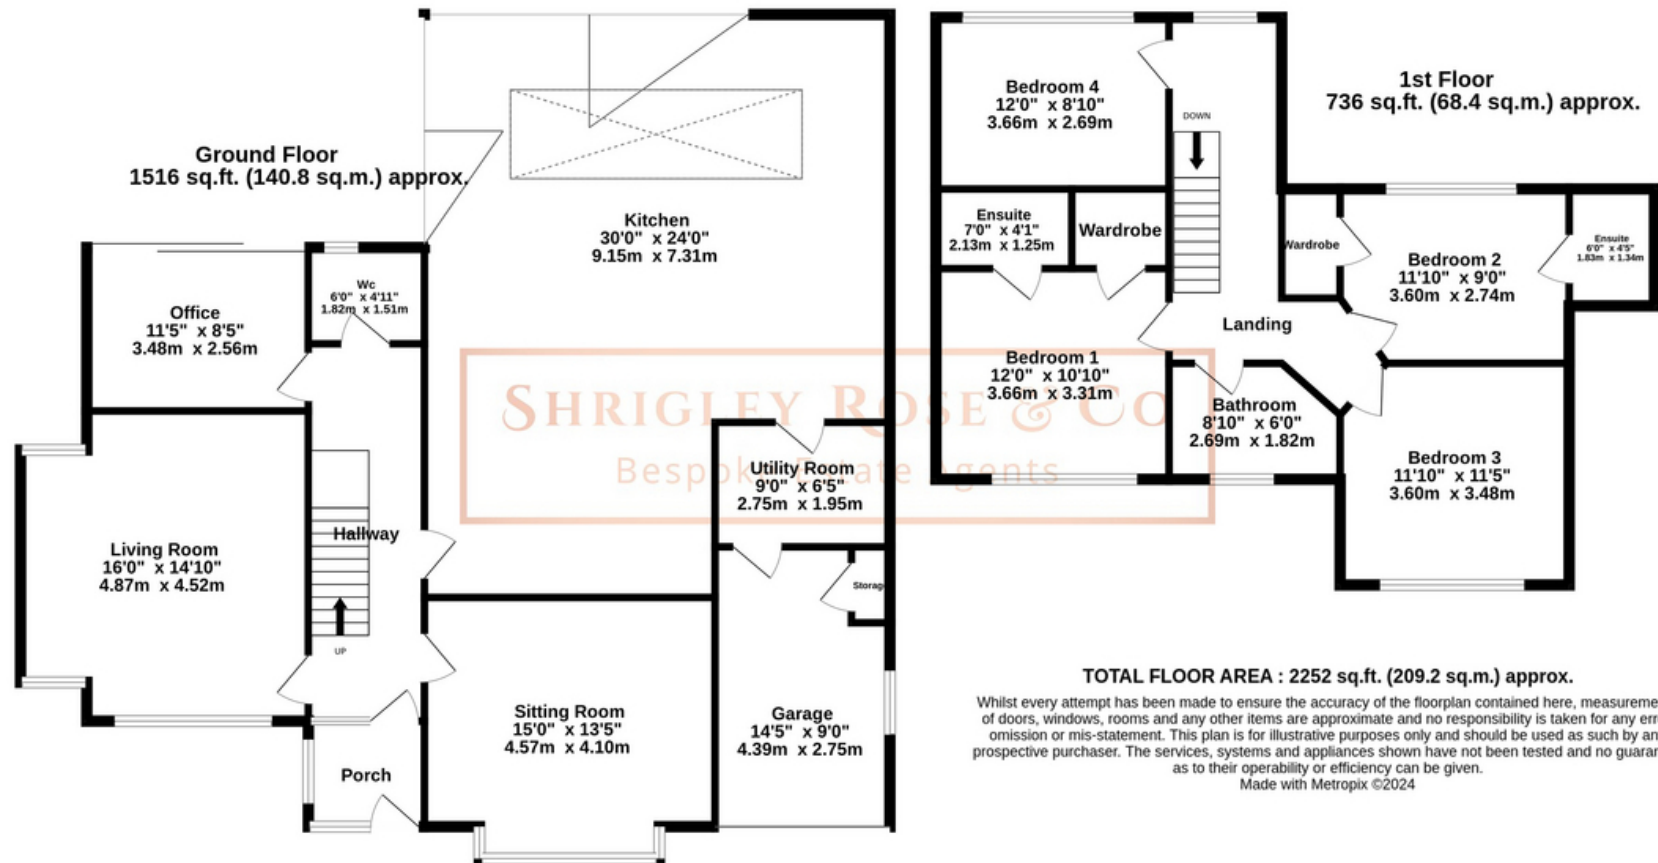 Ground Floor
1516 sq.ft. (140.8 sq.m.) approx.
Kitchen
30'0" x 24'0"
9.15m x 7.31m
Wc
6'0" x 4'11"
1.82m x 1.51m
Office
11'5" x 8'5"
3.48m x 2.56m
Living Room
16'0" x 14'10"
4.87m x 4.52m
Hallway
UP
Utility Room
9'0" x 6'5"
2.75m x 1.95m
Storage
Sitting Room
15'0" x 13'5"
4.57m x 4.10m
Garage
14'5" x 9'0"
4.39m x 2.75m
Porch
SHRIGLEY ROSE & CO
Bespoke Estate Agents
1st Floor
736 sq.ft. (68.4 sq.m.) approx.
Bedroom 4
12'0" x 8'10"
3.66m x 2.69m
DOWN
Ensuite
7'0" x 4'1"
2.13m x 1.25m
Wardrobe
Wardrobe
Bedroom 2
11'10" x 9'0"
3.60m x 2.74m
Ensuite
6'0" x 4'5"
1.83m x 1.34m
Landing
Bedroom 1
12'0" x 10'10"
3.66m x 3.31m
Bathroom
8'10" x 6'0"
2.69m x 1.82m
Bedroom 3
11'10" x 11'5"
3.60m x 3.48m
TOTAL FLOOR AREA : 2252 sq.ft. (209.2 sq.m.) approx.
Whilst every attempt has been made to ensure the accuracy of the floorplan contained here, measureme
of doors, windows, rooms and any other items are approximate and no responsibility is taken for any err
omission or mis-statement. This plan is for illustrative purposes only and should be used as such by an
prospective purchaser. The services, systems and appliances shown have not been tested and no guaran
as to their operability or efficiency can be given.
Made with Metropix ©2024